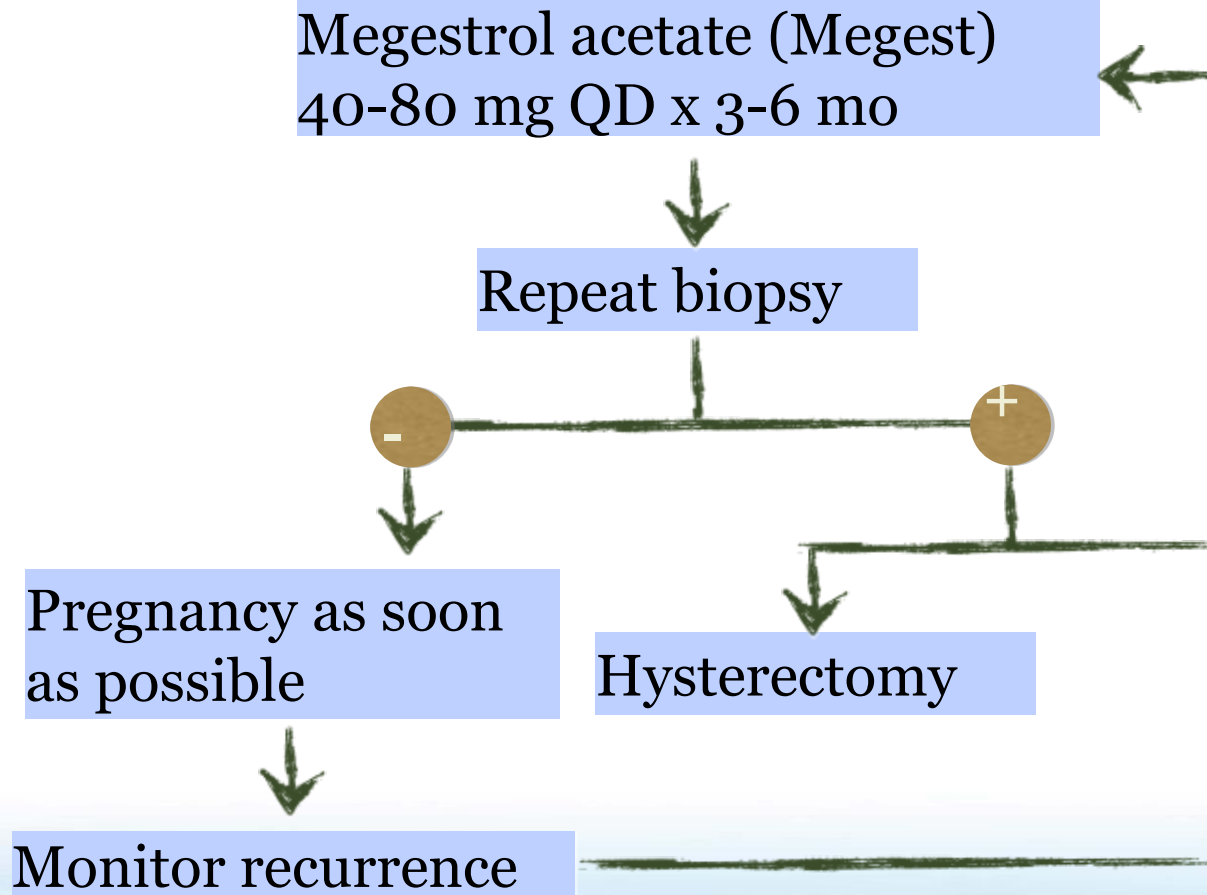 Megestrol acetate (Megest)
40-80 mg QD x 3-6 mo
Repeat biopsy
-
+
Pregnancy as soon
as possible
Hysterectomy
Monitor recurrence